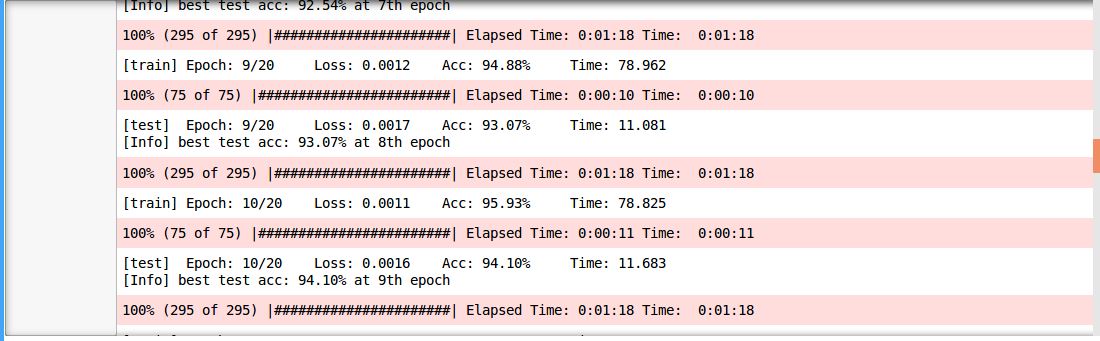 [Info] best test acc: 92.54% at 7th epoch
100% (295 of 295) |######################| Elapsed Time: 0:01:18 Time:  0:01:18
[train] Epoch: 9/20     Loss: 0.0012    Acc: 94.88%     Time: 78.962
100% (75 of 75) |########################| Elapsed Time: 0:00:10 Time:  0:00:10
[test]  Epoch: 9/20     Loss: 0.0017    Acc: 93.07%     Time: 11.081
[Info] best test acc: 93.07% at 8th epoch
100% (295 of 295) |######################| Elapsed Time: 0:01:18 Time:  0:01:18
[train] Epoch: 10/20    Loss: 0.0011    Acc: 95.93%     Time: 78.825
100% (75 of 75) |########################| Elapsed Time: 0:00:11 Time:  0:00:11
[test]  Epoch: 10/20    Loss: 0.0016    Acc: 94.10%     Time: 11.683
[Info] best test acc: 94.10% at 9th epoch
100% (295 of 295) |######################| Elapsed Time: 0:01:18 Time:  0:01:18